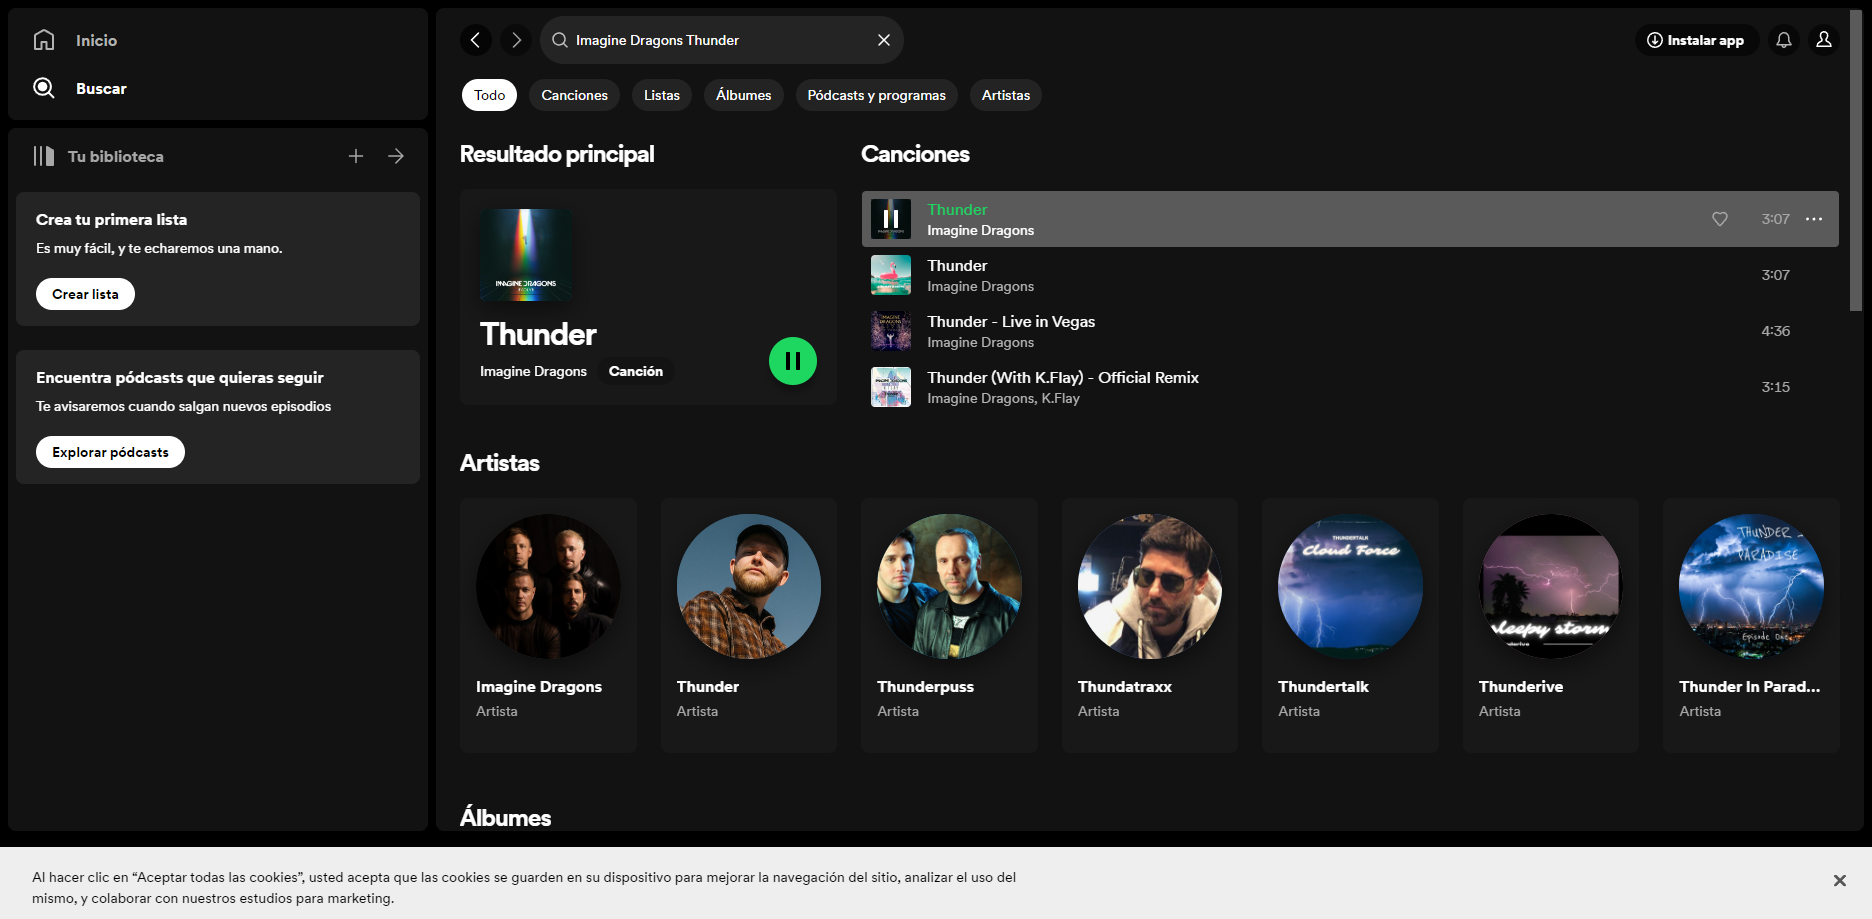 Inicio
Buscar
Tu biblioteca
Crea tu primera lista
Es muy fácil, y te echaremos una mano.
Crear lista
Encuentra pódcasts que quieras seguir
Te avisaremos cuando salgan nuevos episodios
Explorar pódcasts
Imagine Dragons Thunder
Instalar app
Todo
Canciones
Listas
Álbumes
Pódcasts y programas
Artistas
Resultado principal
IMAGINE DRAGONS
Thunder
Imagine Dragons
Canción
Canciones
Thunder
Imagine Dragons
3:07
Thunder
Imagine Dragons
3:07
Thunder - Live in Vegas
Imagine Dragons
4:36
Thunder (With K.Flay) - Official Remix
Imagine Dragons, K.Flay
3:15
Artistas
Imagine Dragons
Artista
Thunder
Artista
Thunderpuss
Artista
Thundatraxx
Artista
THUNDERTALK
Cloud Force
Thundertalk
Artista
Thunderive
Artista
THUNDER
PARADISE
Episode One
Thunder In Parad...
Artista
Álbumes
Al hacer clic en “Aceptar todas las cookies”, usted acepta que las cookies se guarden en su dispositivo para mejorar la navegación del sitio, analizar el uso del
mismo, y colaborar con nuestros estudios para marketing.